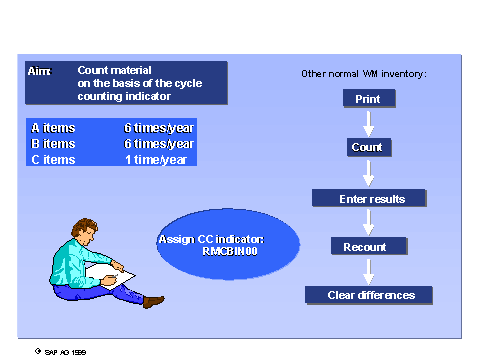 Aim: Count material
on the basis of the cycle
counting indicator
A items 6 times/year
B items 6 times/year
C items 1 time/year
Assign CC indicator:
RMCBIN00
Other normal WM inventory:
Print
Count
Enter results
Recount
Clear differences
© SAP AG 1999